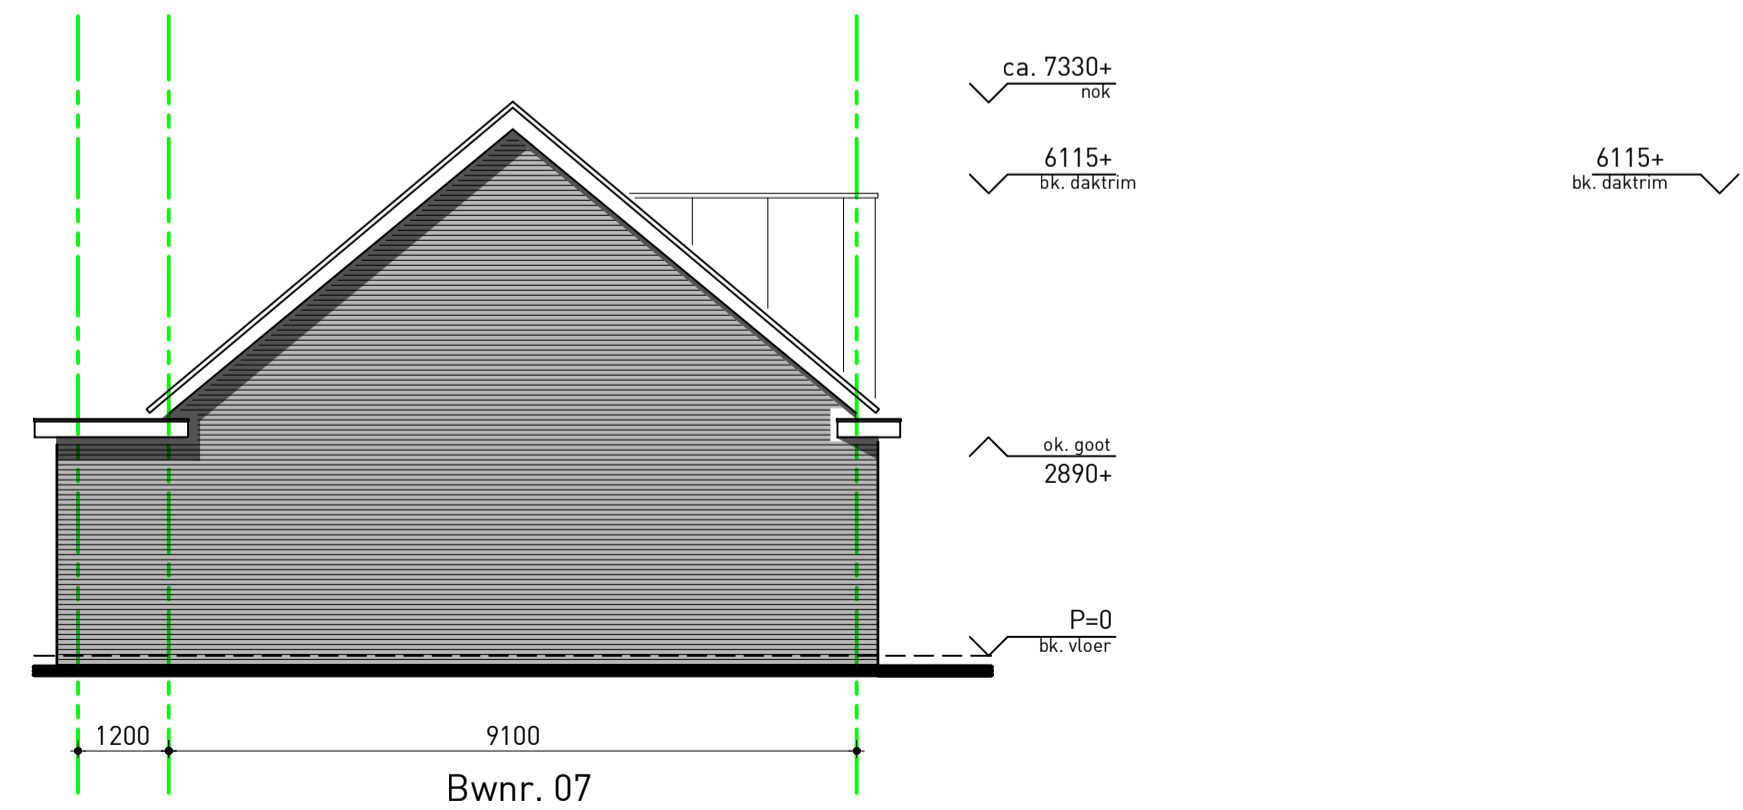 ca. 7330+
nok
6115+
bk. daktrim
6115+
bk. daktrim
ok. goot
2890+
P=0
bk. vloer
1200
9100
Bwnr. 07